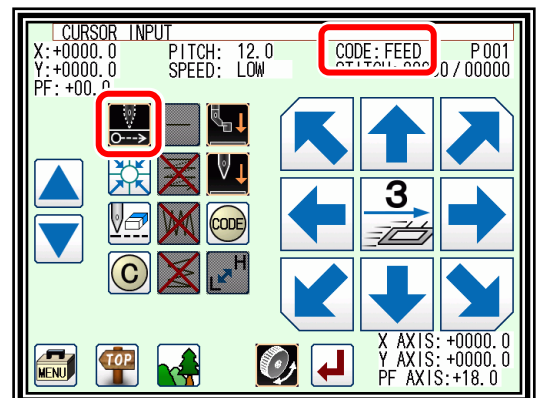 CURSOR INPUT
X:+0000.0 PITCH: 12.0 CODE:FEED P001
Y:+0000.0 SPEED: LOW 0/00000
PF:+00.0
3
CODE
C
H
L
MENU
TOP
X AXIS:+0000.0
Y AXIS:+0000.0
PF AXIS:+18.0